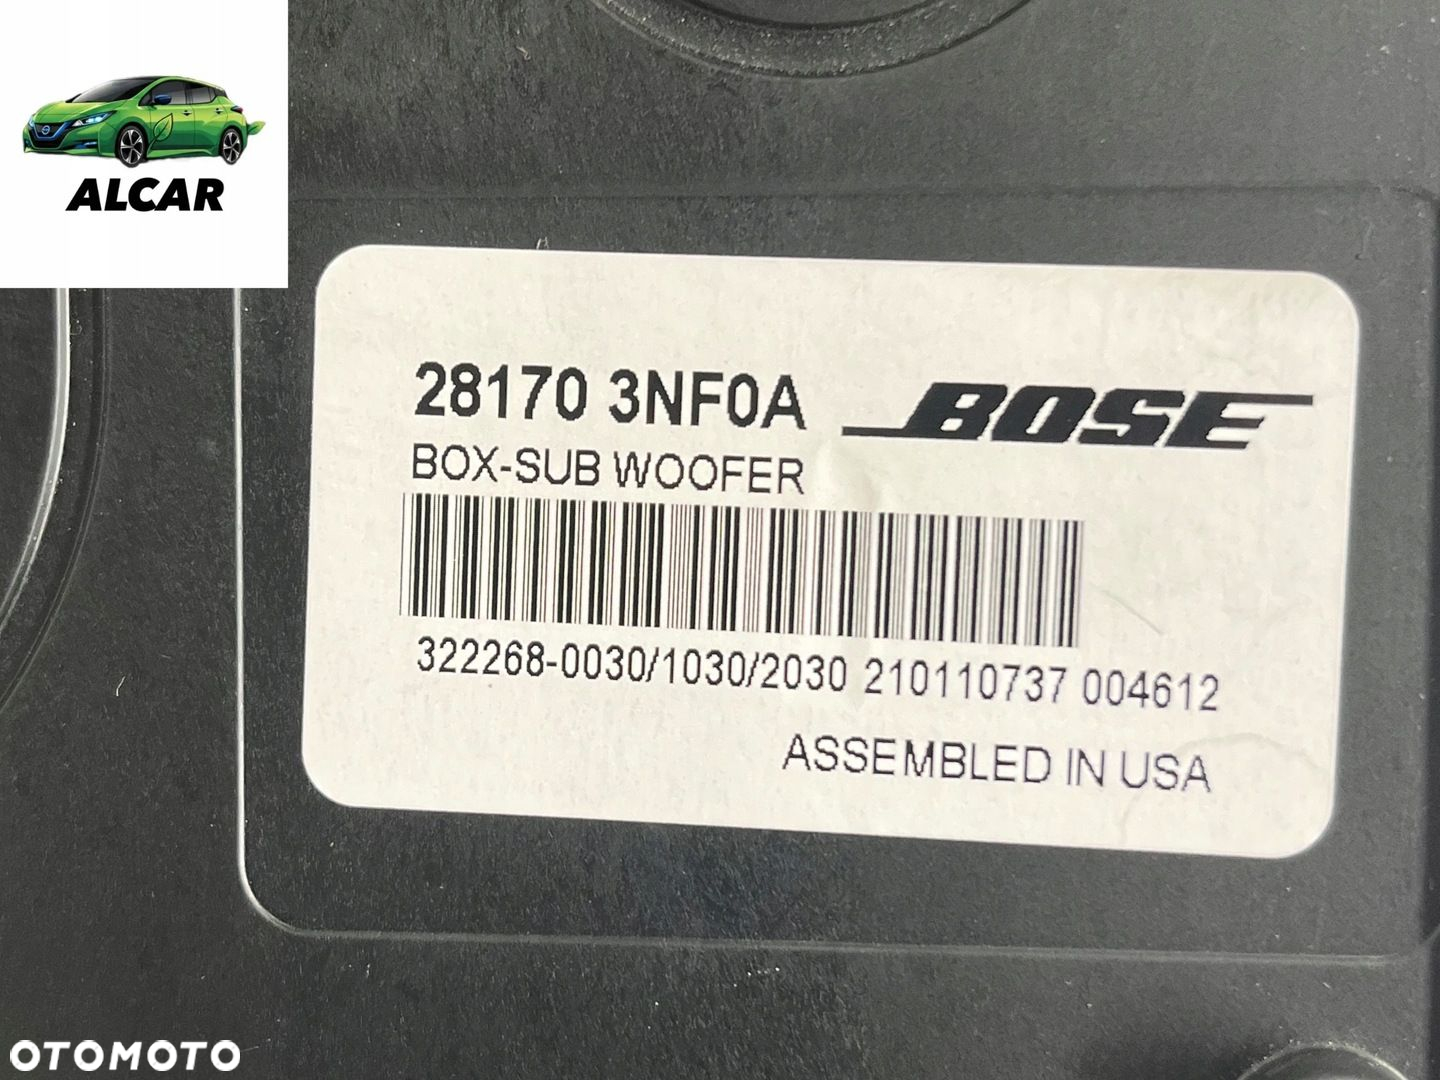 ALCAR
28170 3NF0A BOSE
BOX-SUB WOOFER
322268-0030/1030/2030 210110737 004612
ASSEMBLED IN USA
OTOMOTO